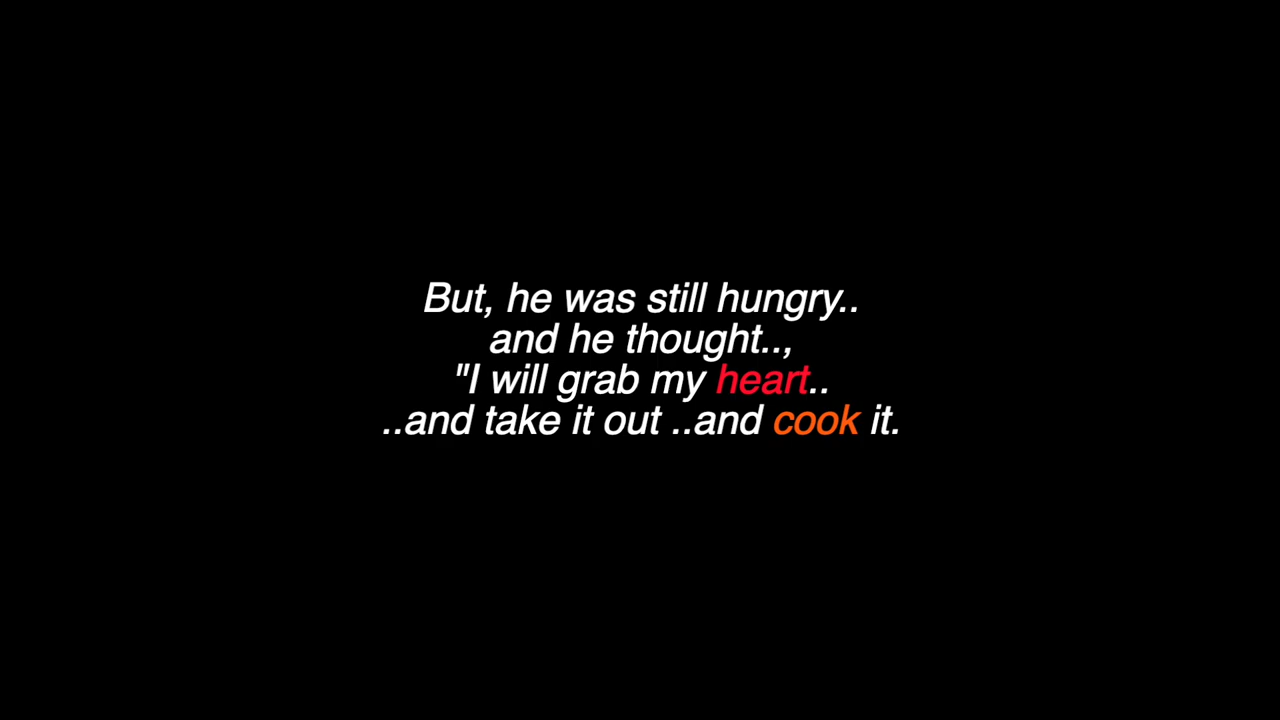 But, he was still hungry..
and he thought..,
"I will grab my heart..
..and take it out ..and cook it.